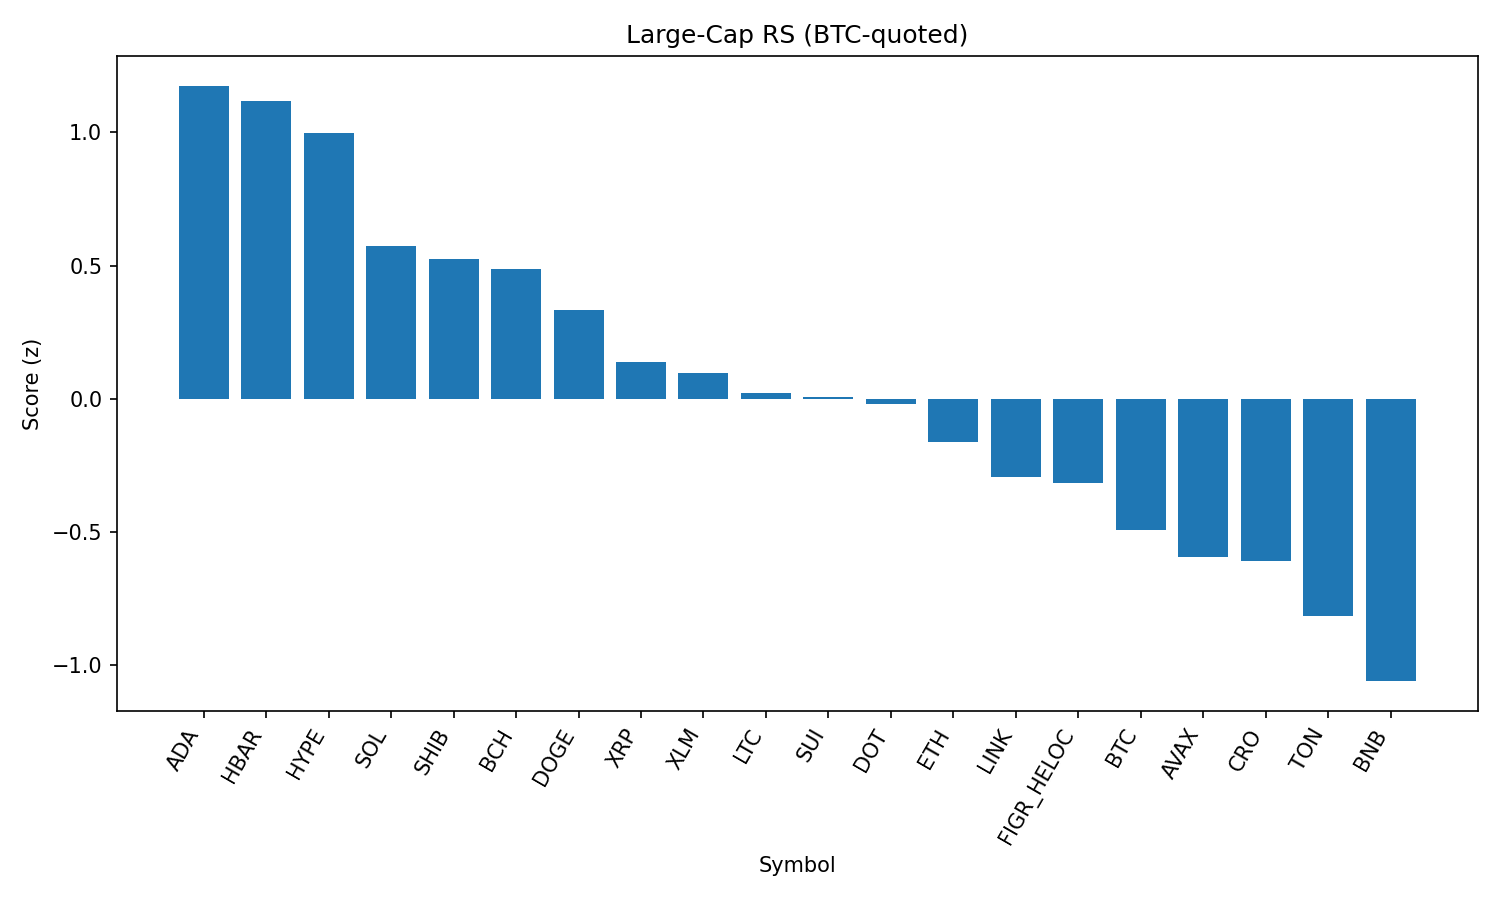 Large-Cap RS (BTC-quoted)
Score (z)
1.0
0.5
0.0
−0.5
−1.0
ADA
HBAR
HYPE
SOL
SHIB
BCH
DOGE
XRP
XLM
LTC
SUI
DOT
ETH
LINK
FIGR_HELOC
BTC
AVAX
CRO
TON
BNB
Symbol